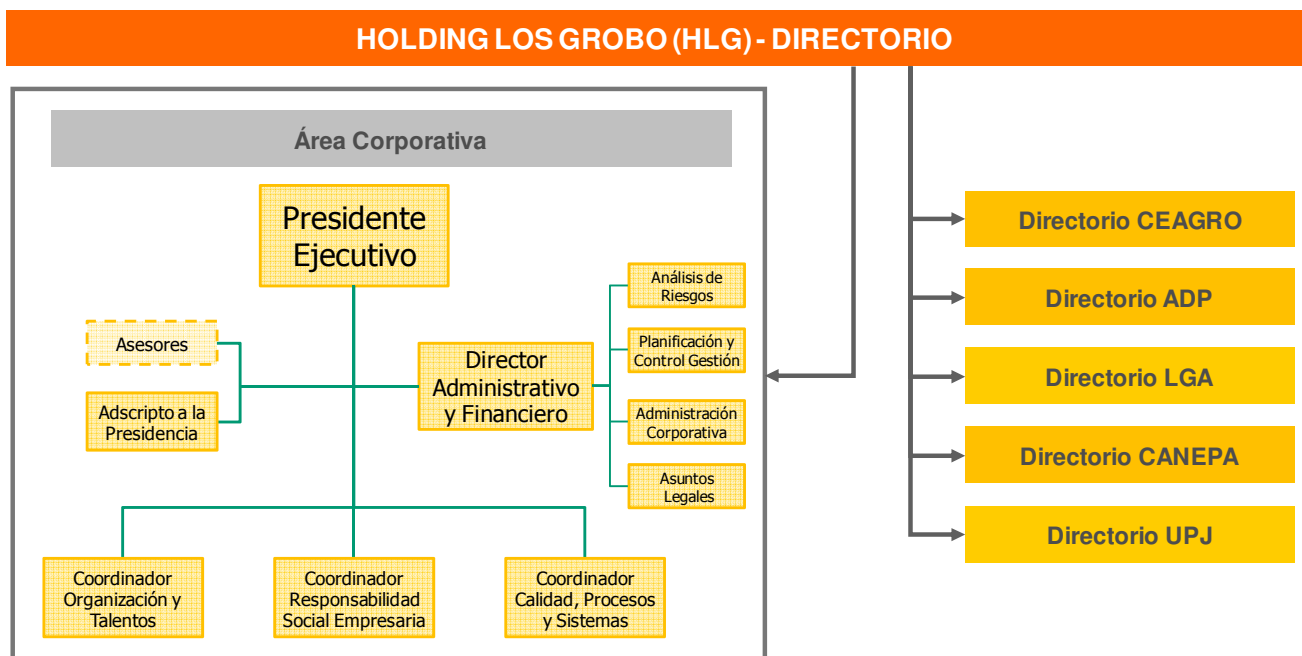 HOLDING LOS GROBO (HLG) - DIRECTORIO
Área Corporativa
Presidente
Ejecutivo
Asesores
Adscripto a la
Presidencia
Director
Administrativo
y Financiero
Análisis de
Riesgos
Planificación y
Control Gestión
Administración
Corporativa
Asuntos
Legales
Coordinador
Organización y
Talentos
Coordinador
Responsabilidad
Social Empresaria
Coordinador
Calidad, Procesos
y Sistemas
Directorio CEAGRO
Directorio ADP
Directorio LGA
Directorio CANEPA
Directorio UPJ